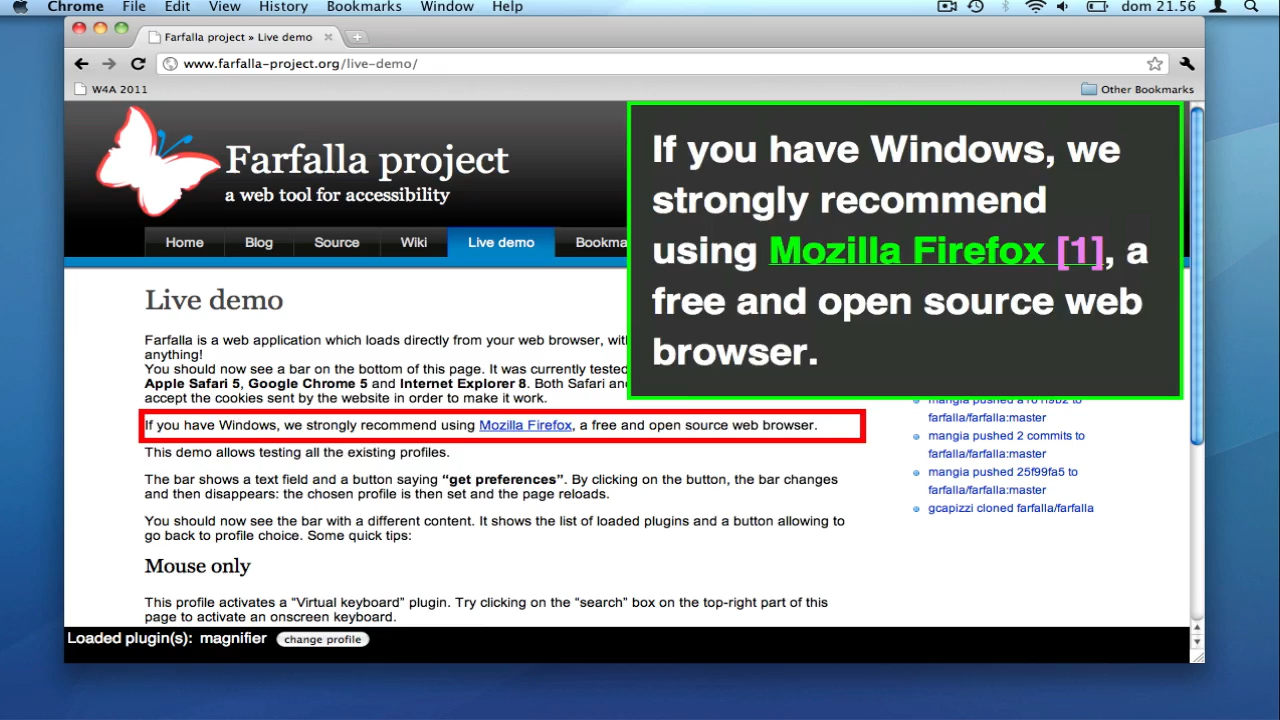 Chrome File Edit View History Bookmarks Window Help dom 21.56
Farfalla project » Live demo
www.farfalla-project.org/live-demo/
W4A 2011 Other Bookmarks
Farfalla project
a web tool for accessibility
Home Blog Source Wiki Live demo Bookma
If you have Windows, we
strongly recommend
using Mozilla Firefox [1], a
free and open source web
browser.
Live demo
Farfalla is a web application which loads directly from your web browser, wit
anything!
You should now see a bar on the bottom of this page. It was currently tested
Apple Safari 5, Google Chrome 5 and Internet Explorer 8. Both Safari and
accept the cookies sent by the website in order to make it work.
If you have Windows, we strongly recommend using Mozilla Firefox, a free and open source web browser.
This demo allows testing all the existing profiles.
The bar shows a text field and a button saying “get preferences”. By clicking on the button, the bar changes
and then disappears: the chosen profile is then set and the page reloads.
You should now see the bar with a different content. It shows the list of loaded plugins and a button allowing to
go back to profile choice. Some quick tips:
Mouse only
This profile activates a “Virtual keyboard” plugin. Try clicking on the “search” box on the top-right part of this
page to activate an onscreen keyboard.
mangia pushed to
farfalla/farfalla:master
mangia pushed 2 commits to
farfalla/farfalla:master
mangia pushed 25f99fa5 to
farfalla/farfalla:master
gcapizzi cloned farfalla/farfalla
Loaded plugin(s): magnifier change profile